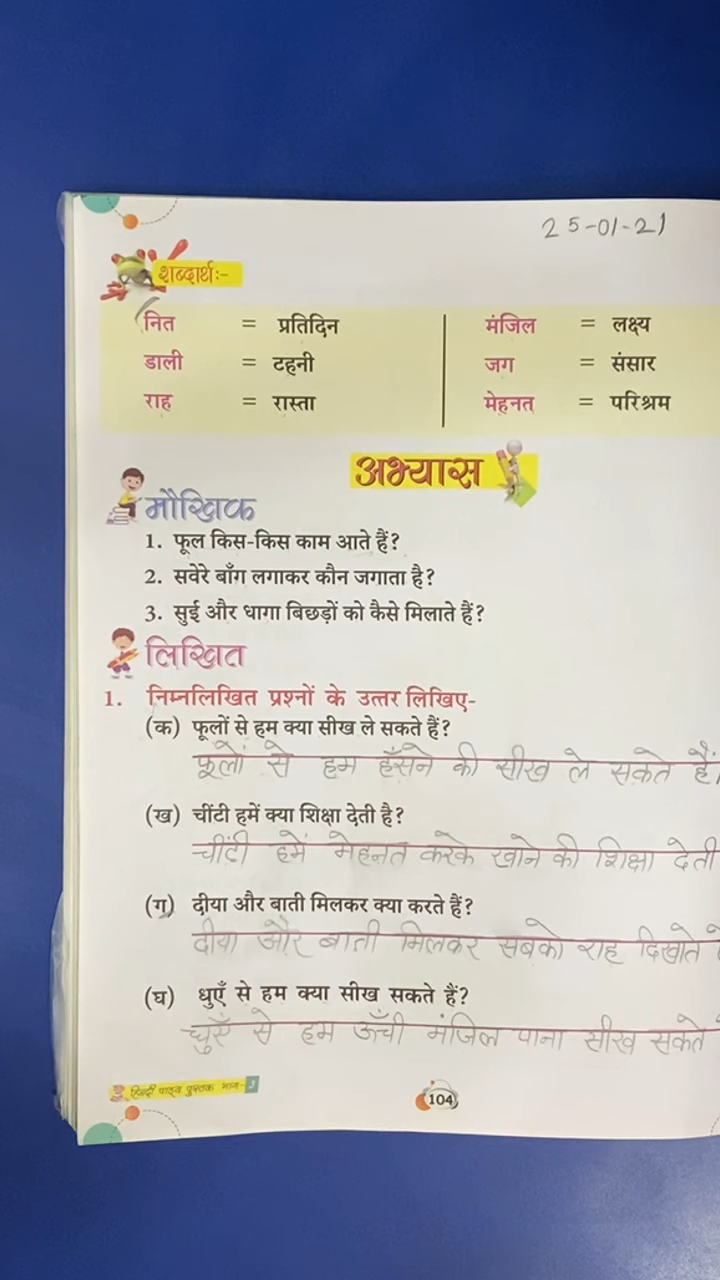 25-01-21
शब्दार्थः-
नित = प्रतिदिन मंजिल = लक्ष्य
डाली = टहनी जग = संसार
राह = रास्ता मेहनत = परिश्रम
अभ्यास
मौखिक
1. फूल किस-किस काम आते हैं?
2. सवेरे बाँग लगाकर कौन जगाता है?
3. सुई और धागा बिछड़ों को कैसे मिलाते हैं?
लिखित
1. निम्नलिखित प्रश्नों के उत्तर लिखिए-
(क) फूलों से हम क्या सीख ले सकते हैं?
फूलों से हम हँसने की सीख ले सकते हैं।
(ख) चींटी हमें क्या शिक्षा देती है?
चींटी हमें मेहनत करके खाने की शिक्षा देती
(ग) दीया और बाती मिलकर क्या करते हैं?
दीया और बाती मिलकर सबको राह दिखाते
(घ) धुएँ से हम क्या सीख सकते हैं?
धुएँ से हम ऊँची मंजिल पाना सीख सकते
हिन्दी पाठ्य पुस्तक भाग- 3
104